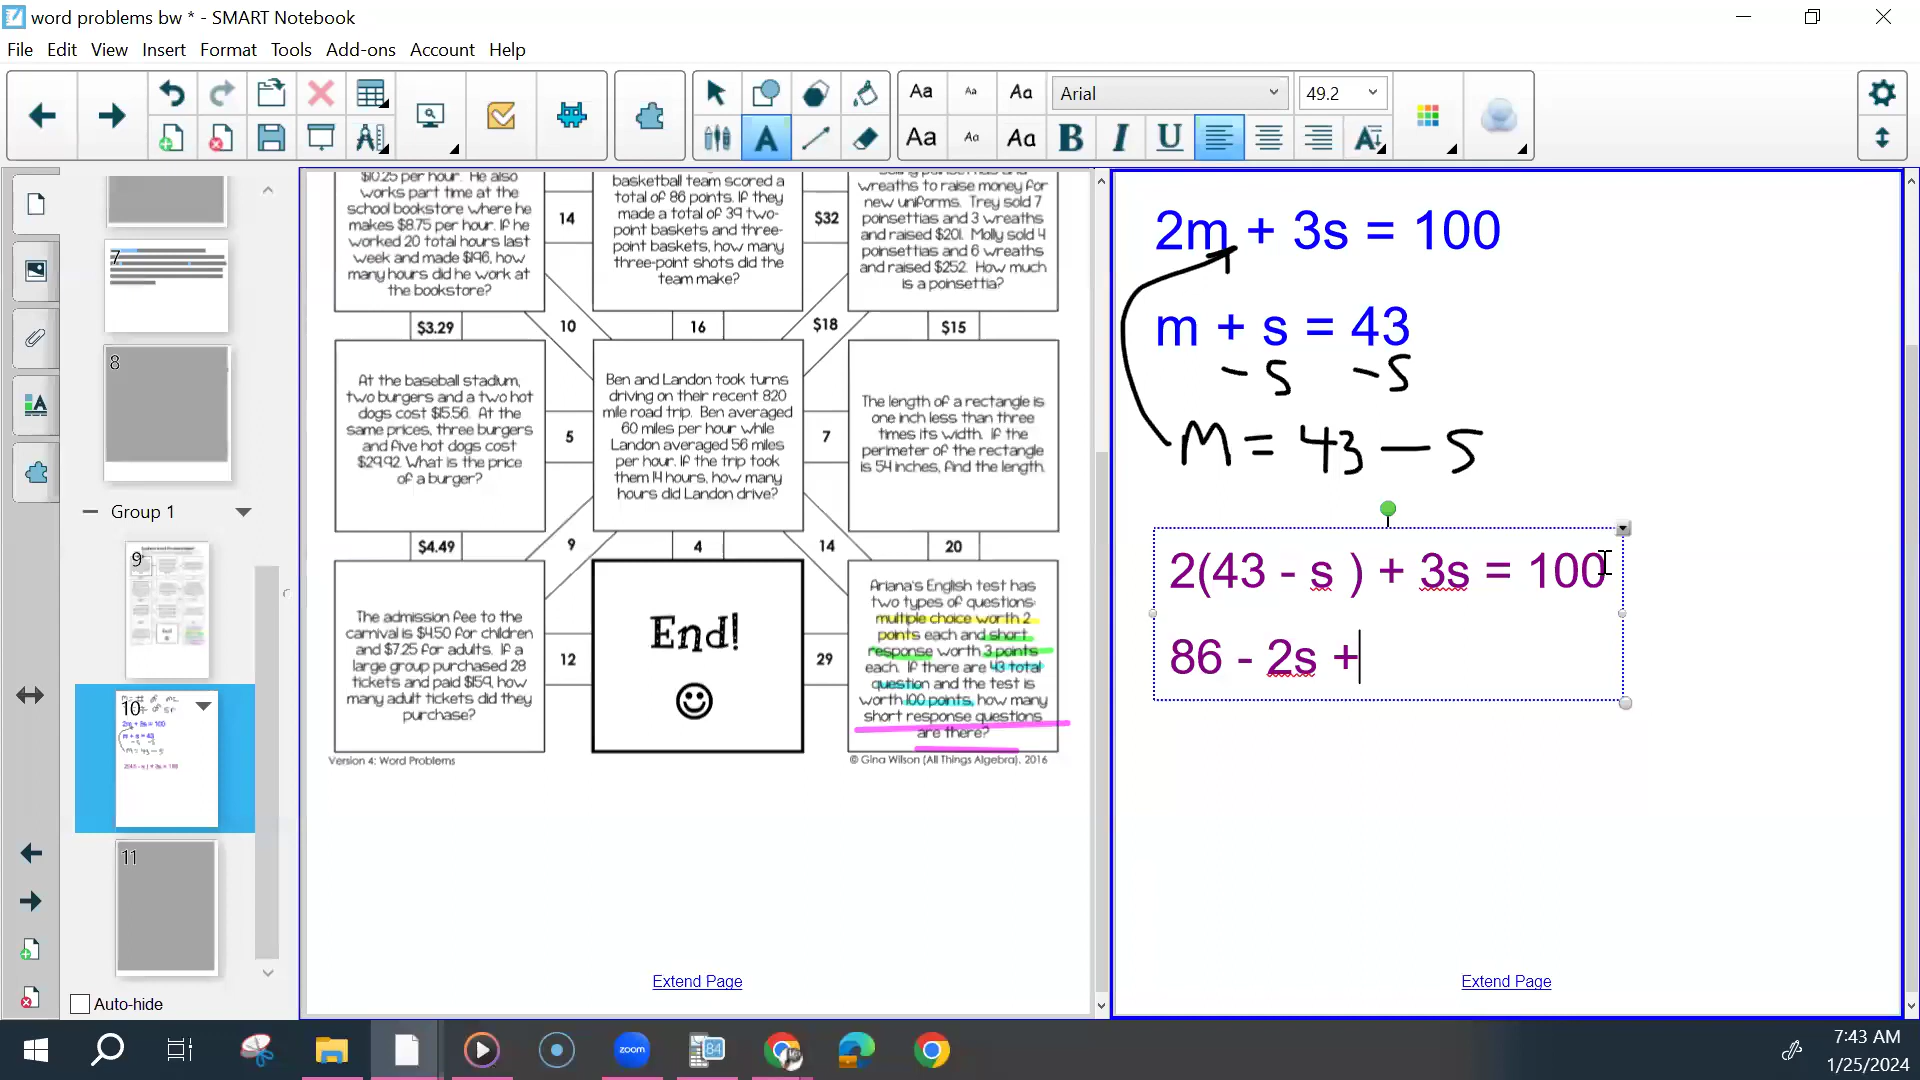 word problems bw * - SMART Notebook
File Edit View Insert Format Tools Add-ons Account Help
Aa Aa Aa Arial 49.2
A Aa Aa Aa B I U
7
8
Group 1
9
10
11
Auto-hide
$10.25 per hour. He also
works part time at the
school bookstore where he
makes $8.75 per hour. If he
worked 20 total hours last
week and made $196, how
many hours did he work at
the bookstore?
14
basketball team scored a
total of 86 points. If they
made a total of 39 two-
point baskets and three-
point baskets, how many
three-point shots did the
team make?
$32
wreaths to raise money for
new uniforms. Trey sold 7
poinsettias and 3 wreaths
and raised $201. Molly sold 4
poinsettias and 6 wreaths
and raised $252. How much
is a poinsettia?
$3.29
10
16
$18
$15
At the baseball stadium,
two burgers and a two hot
dogs cost $15.56. At the
same prices, three burgers
and five hot dogs cost
$29.92. What is the price
of a burger?
5
Ben and Landon took turns
driving on their recent 820
mile road trip. Ben averaged
60 miles per hour while
Landon averaged 56 miles
per hour. If the trip took
them 14 hours, how many
hours did Landon drive?
7
The length of a rectangle is
one inch less than three
times its width. If the
perimeter of the rectangle
is 54 inches, find the length.
$4.49
9
4
14
20
The admission fee to the
carnival is $4.50 for children
and $7.25 for adults. If a
large group purchased 28
tickets and paid $159, how
many adult tickets did they
purchase?
12
End!
29
Ariana's English test has
two types of questions:
multiple choice worth 2
points each and short
response worth 3 points
each. If there are 43 total
question and the test is
worth 100 points, how many
short response questions
are there?
Version 4: Word Problems
© Gina Wilson (All Things Algebra), 2016
Extend Page
2m + 3s = 100
m + s = 43
- s - s
m = 43 - s
2(43 - s ) + 3s = 100
86 - 2s +
Extend Page
zoom
84
7:43 AM
1/25/2024